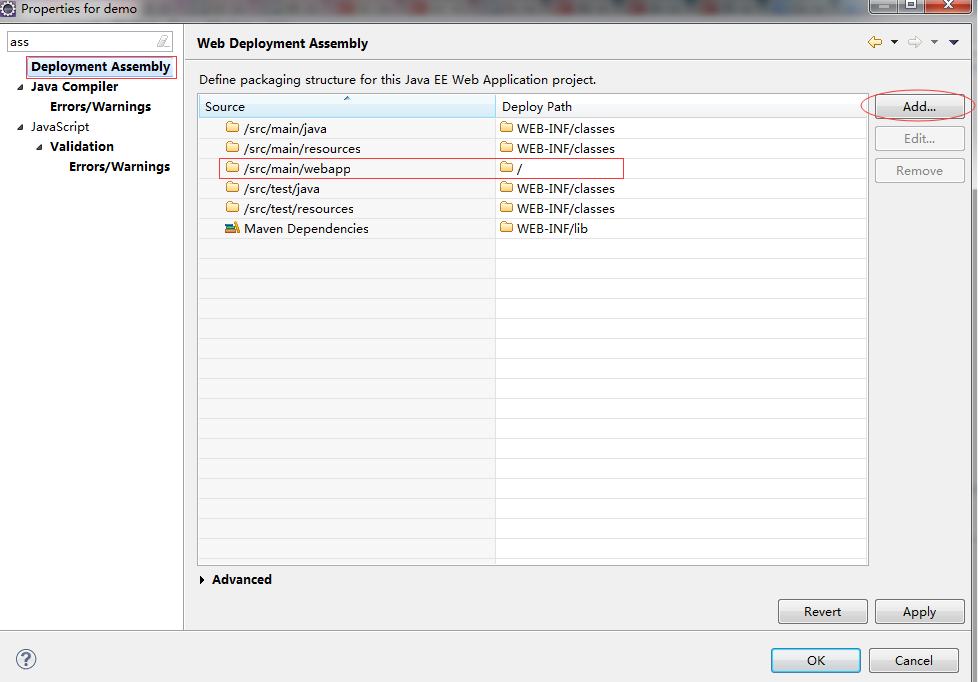 Properties for demo
ass
Deployment Assembly
Java Compiler
Errors/Warnings
JavaScript
Validation
Errors/Warnings
Web Deployment Assembly
Define packaging structure for this Java EE Web Application project.
Source Deploy Path
/src/main/java WEB-INF/classes
/src/main/resources WEB-INF/classes
/src/main/webapp /
/src/test/java WEB-INF/classes
/src/test/resources WEB-INF/classes
Maven Dependencies WEB-INF/lib
Add...
Edit...
Remove
Advanced
Revert Apply
? OK Cancel